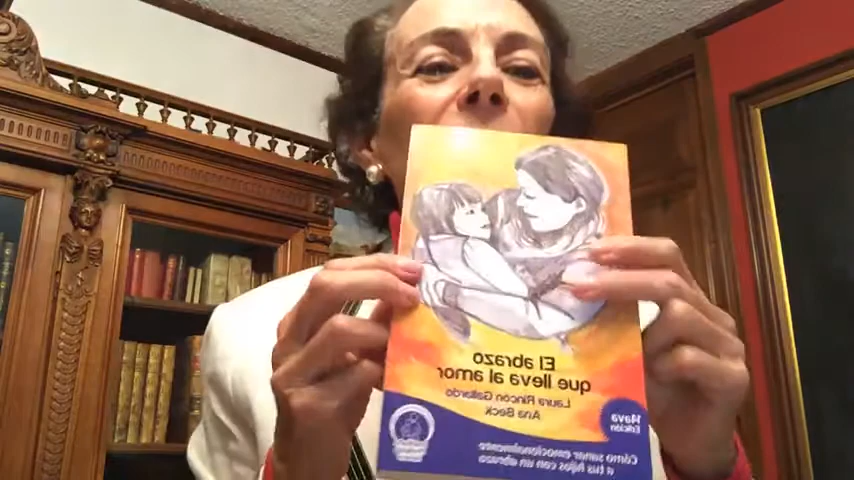 El abrazo
que lleva al amor
Laura Rincón Gallardo
Ana Beck
14ava
Edición
Cómo sanar emocionalmente
a tus hijos con un abrazo